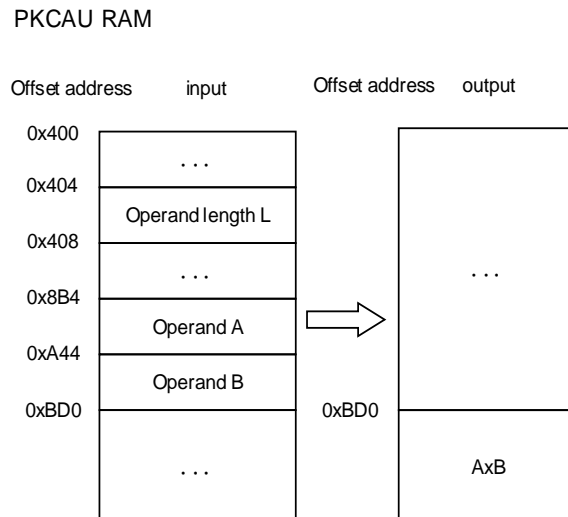 PKCAU RAM
Offset address input Offset address output
0x400
. . .
0x404
Operand length L
0x408
. . .
0x8B4
. . .
Operand A
0xA44
Operand B
0xBD0 0xBD0
. . .
AxB